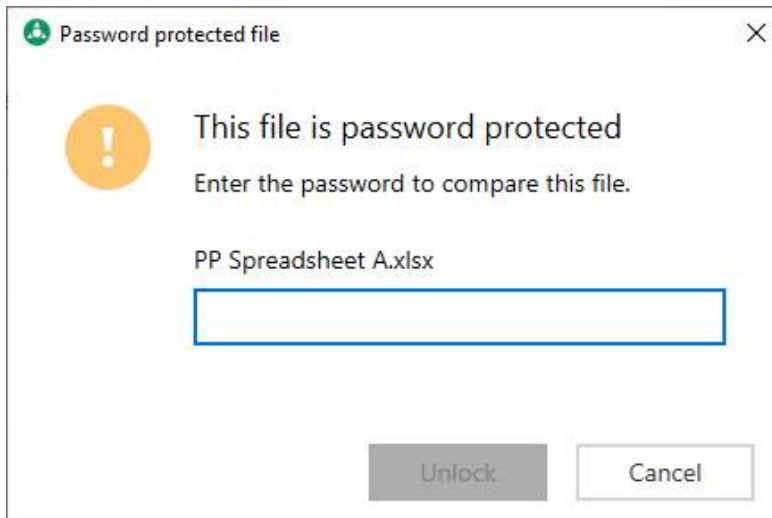 Password protected file
This file is password protected
Enter the password to compare this file.
PP Spreadsheet A.xlsx
Unlock
Cancel